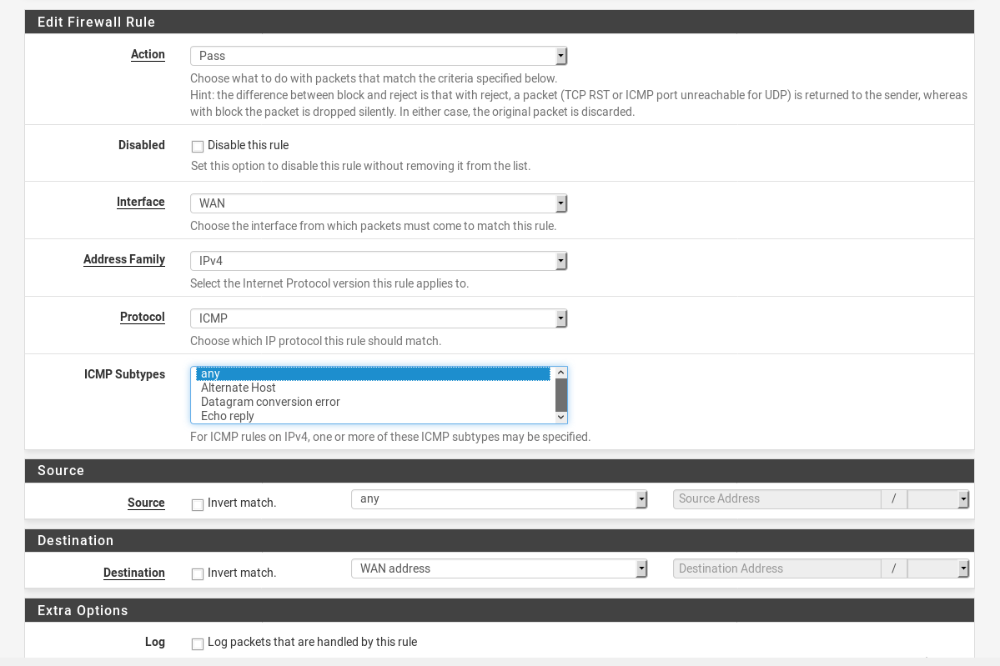 Edit Firewall Rule
Action
Pass
Choose what to do with packets that match the criteria specified below.
Hint: the difference between block and reject is that with reject, a packet (TCP RST or ICMP port unreachable for UDP) is returned to the sender, whereas
with block the packet is dropped silently. In either case, the original packet is discarded.
Disabled
Disable this rule
Set this option to disable this rule without removing it from the list.
Interface
WAN
Choose the interface from which packets must come to match this rule.
Address Family
IPv4
Select the Internet Protocol version this rule applies to.
Protocol
ICMP
Choose which IP protocol this rule should match.
ICMP Subtypes
any
Alternate Host
Datagram conversion error
Echo reply
For ICMP rules on IPv4, one or more of these ICMP subtypes may be specified.
Source
Source
Invert match.
any
Source Address
/
Destination
Destination
Invert match.
WAN address
Destination Address
/
Extra Options
Log
Log packets that are handled by this rule